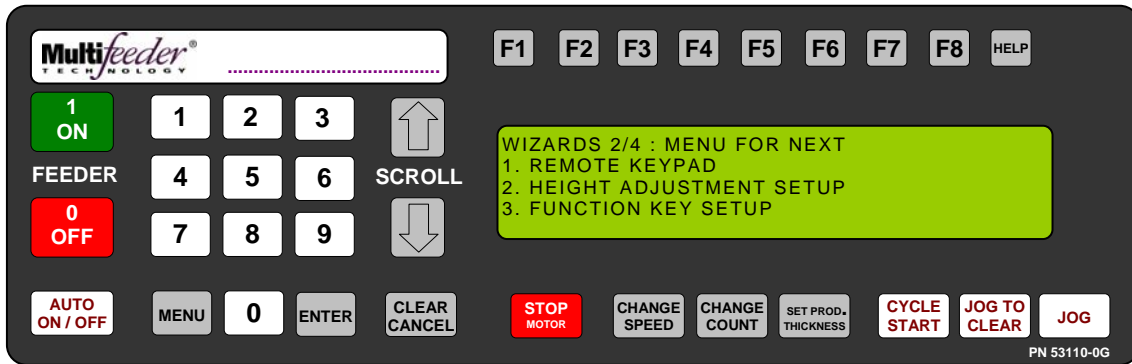 Multifeeder®
TECHNOLOGY
F1 F2 F3 F4 F5 F6 F7 F8 HELP
1
ON
FEEDER
0
OFF
1 2 3
4 5 6
7 8 9
SCROLL
WIZARDS 2/4 : MENU FOR NEXT
1. REMOTE KEYPAD
2. HEIGHT ADJUSTMENT SETUP
3. FUNCTION KEY SETUP
AUTO
ON / OFF
MENU 0 ENTER
CLEAR
CANCEL
STOP
MOTOR
CHANGE
SPEED
CHANGE
COUNT
SET PROD.
THICKNESS
CYCLE
START
JOG TO
CLEAR
JOG
PN 53110-0G